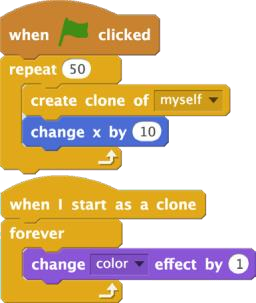 when clicked
repeat 50
create clone of myself
change x by 10
when I start as a clone
forever
change color effect by 1